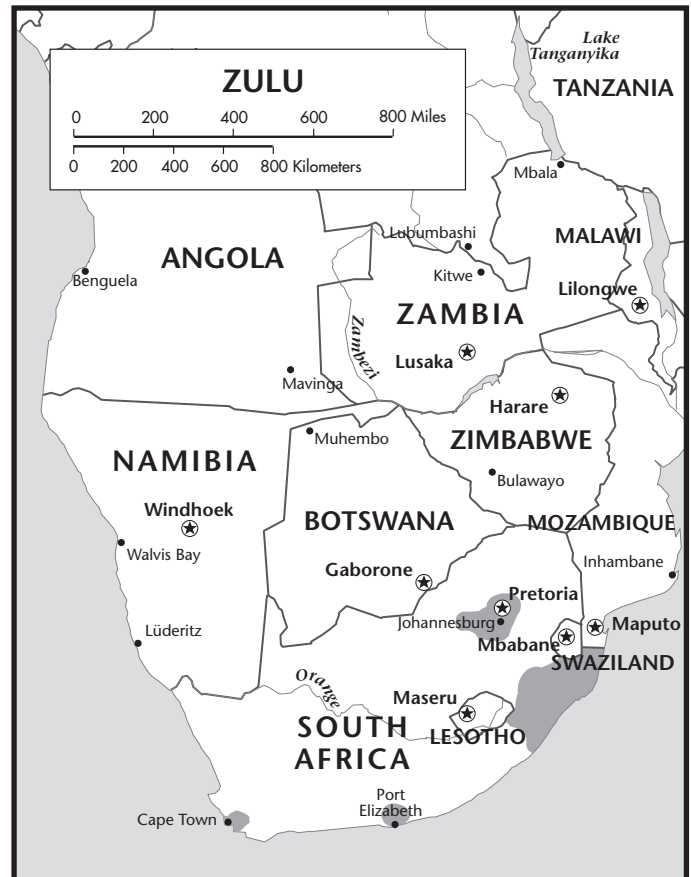 ZULU
0 200 400 600 800 Miles
0 200 400 600 800 Kilometers
Lake
Tanganyika
TANZANIA
Mbala
Lubumbashi
MALAWI
ANGOLA
Benguela
Kitwe
Lilongwe
ZAMBIA
Zambezi
Lusaka
Mavinga
Harare
Muhembo
ZIMBABWE
NAMIBIA
Bulawayo
Windhoek
BOTSWANA
MOZAMBIQUE
Walvis Bay
Inhambane
Gaborone
Pretoria
Johannesburg
Maputo
Lüderitz
Mbabane
SWAZILAND
Orange
Maseru
SOUTH
AFRICA
LESOTHO
Port
Elizabeth
Cape Town